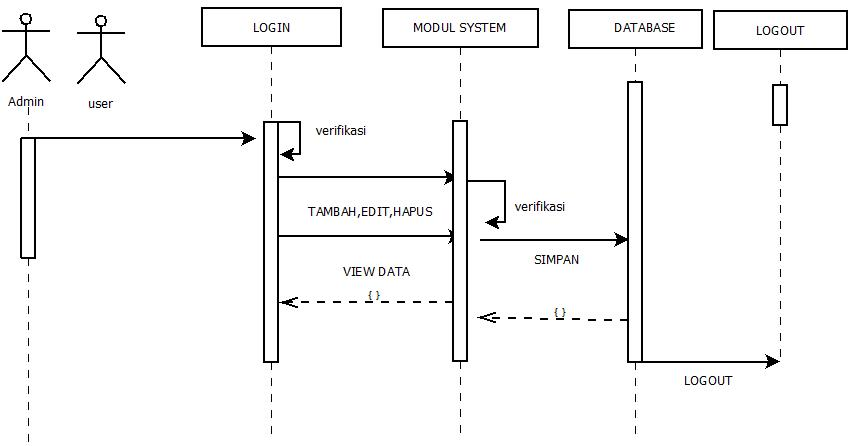 LOGIN
MODUL SYSTEM
DATABASE
LOGOUT
Admin
user
verifikasi
verifikasi
TAMBAH,EDIT,HAPUS
SIMPAN
VIEW DATA
{ }
{ }
LOGOUT